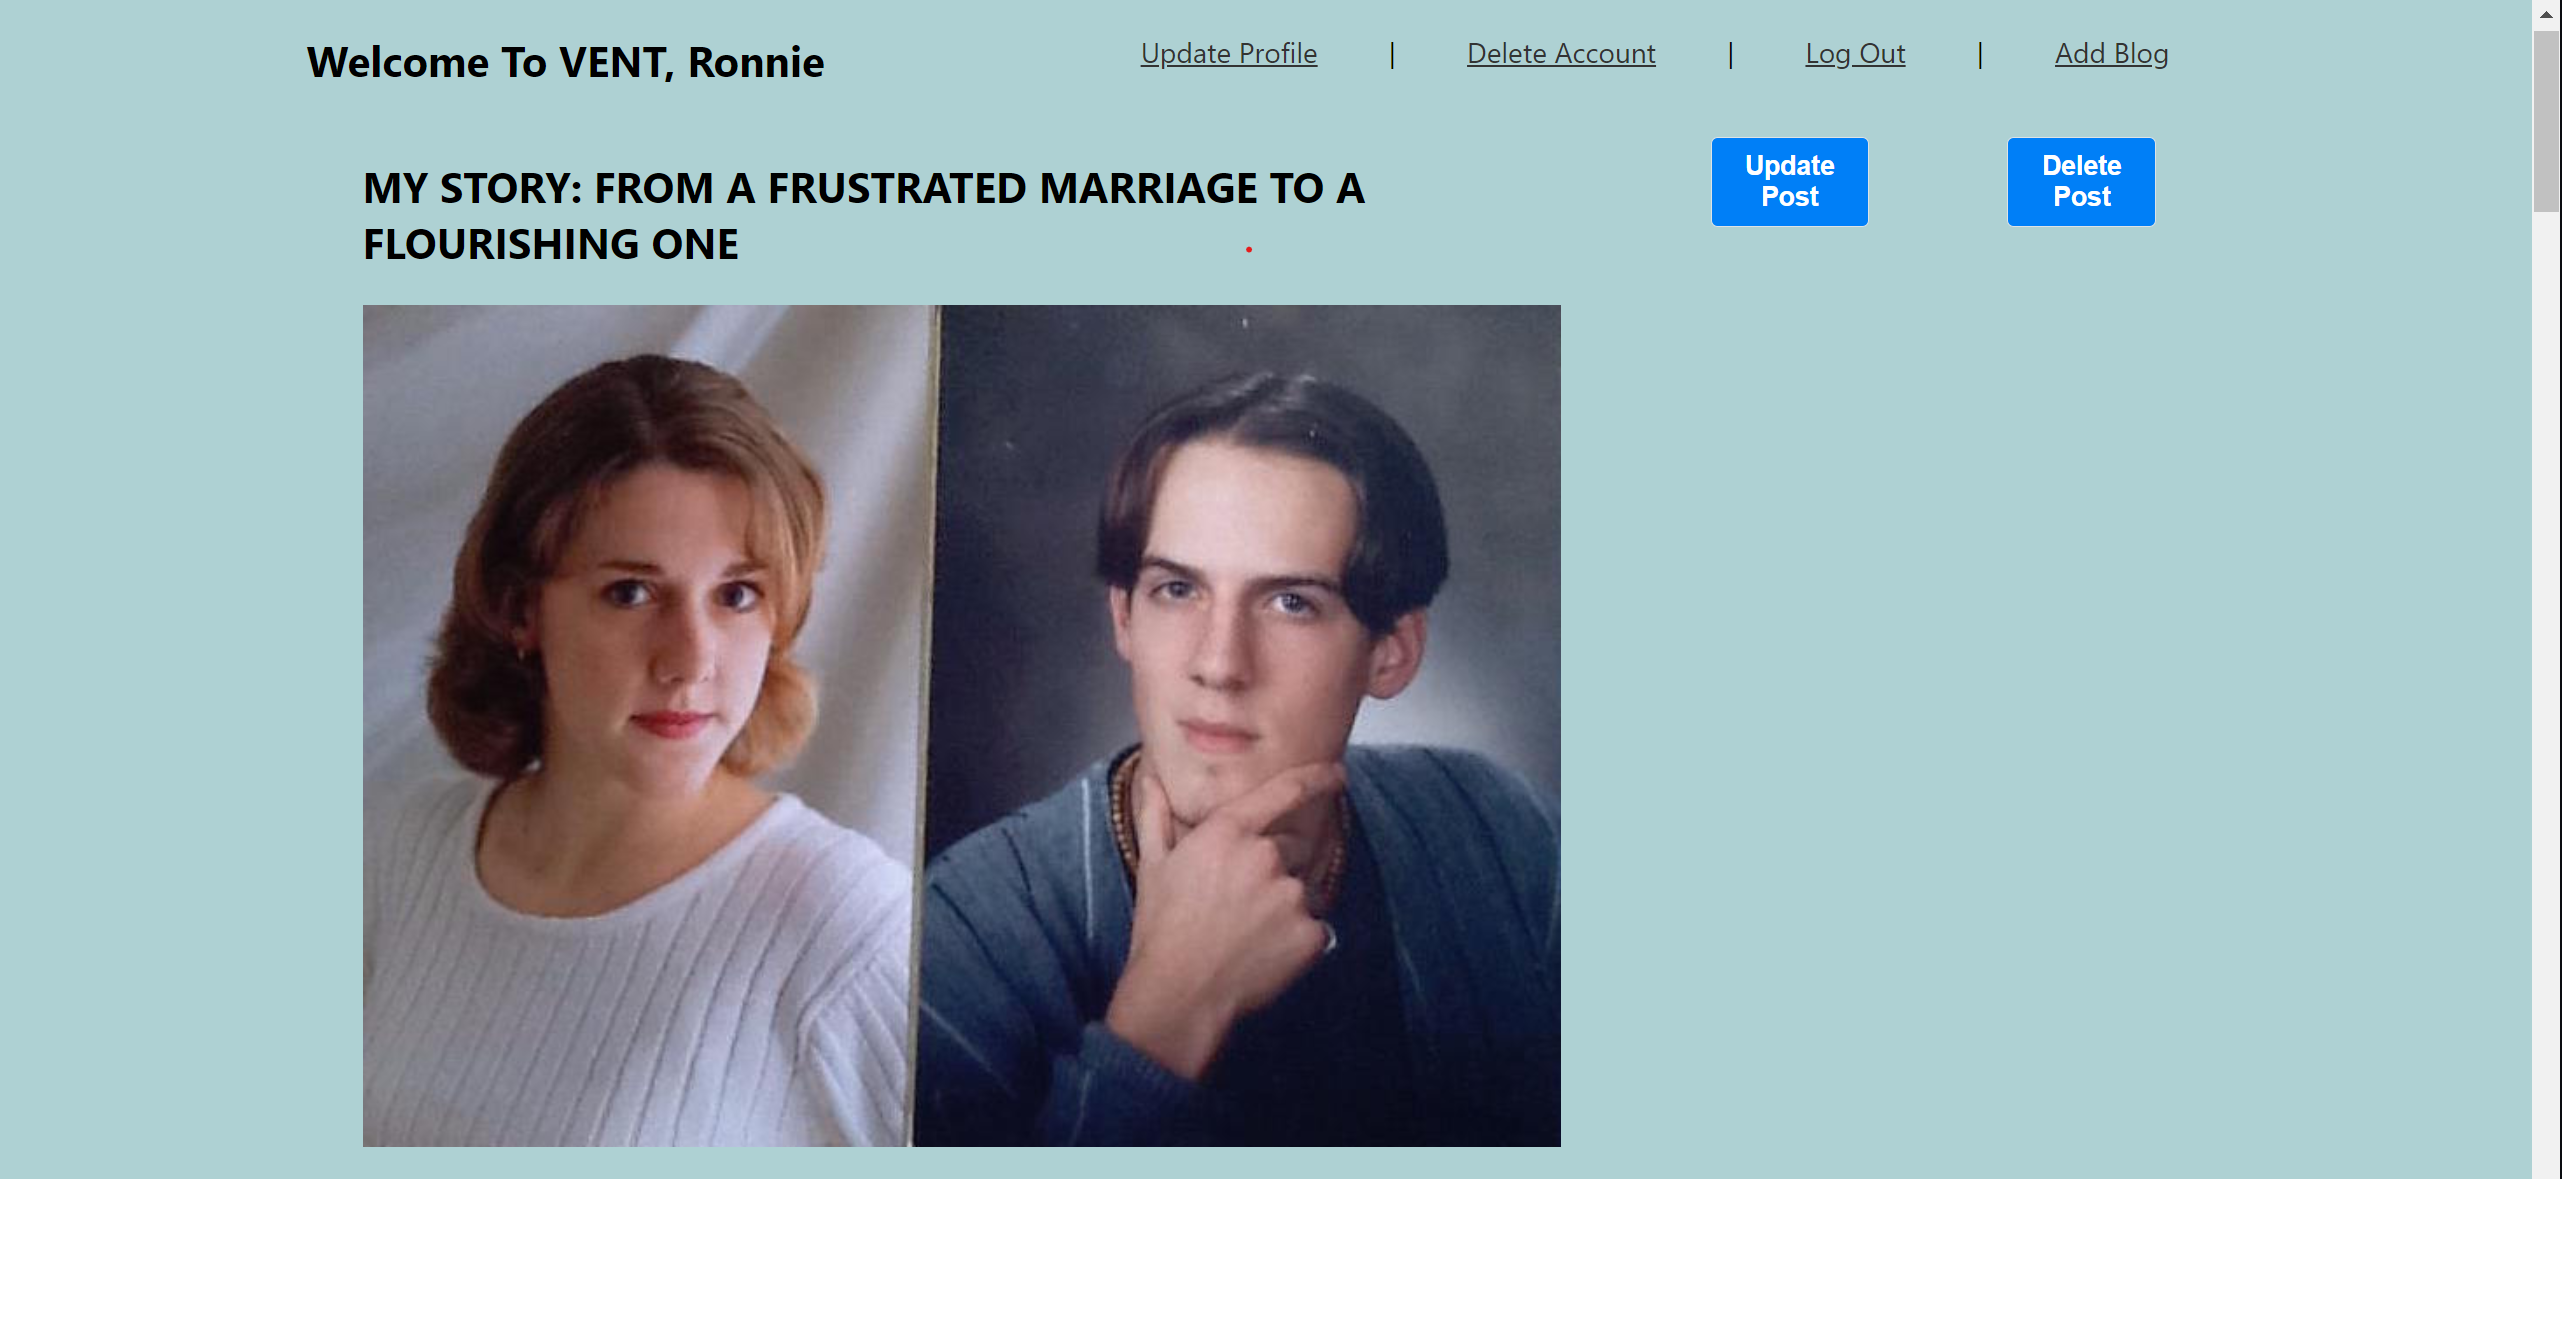 Welcome To VENT, Ronnie
Update Profile | Delete Account | Log Out | Add Blog
MY STORY: FROM A FRUSTRATED MARRIAGE TO A
FLOURISHING ONE
Update
Post
Delete
Post